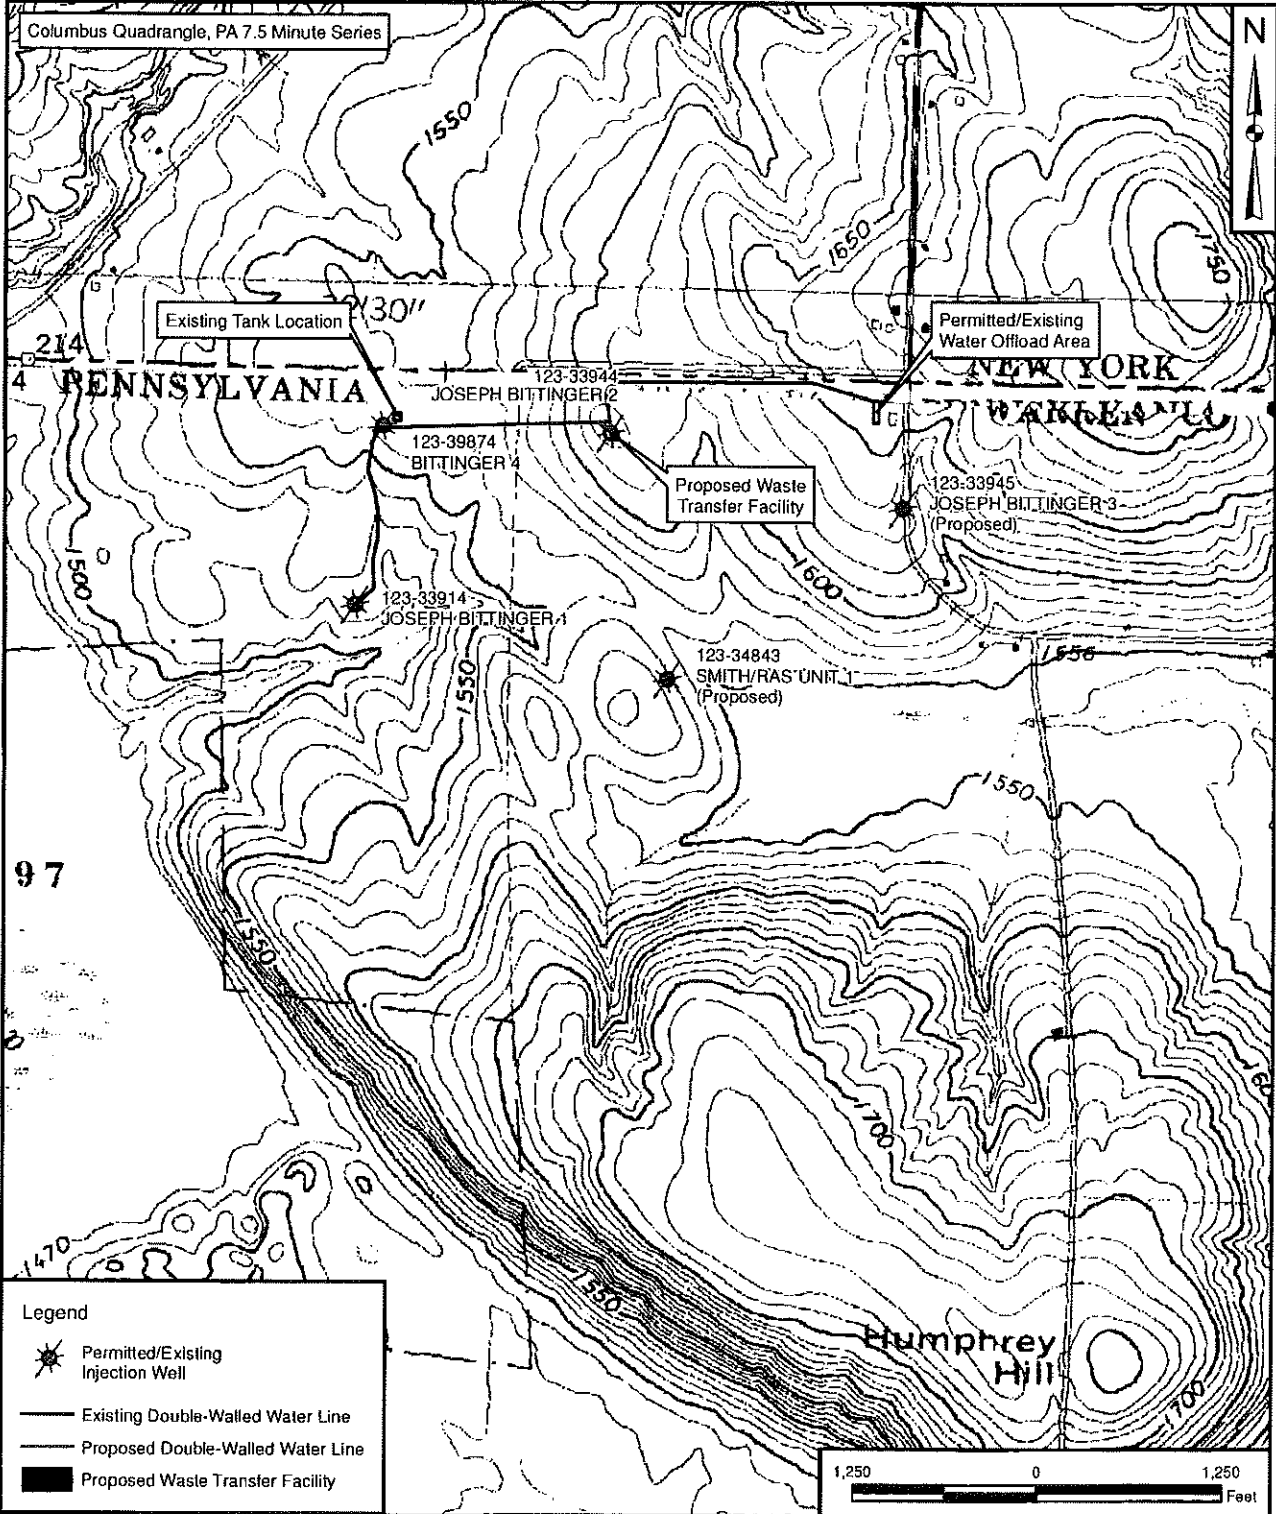 Columbus Quadrangle, PA 7.5 Minute Series
N
1550
1650
1750
Existing Tank Location
Permitted/Existing
Water Offload Area
214
4
PENNSYLVANIA
NEW YORK
123-33944
JOSEPH BITTINGER 2
123-39874
BITTINGER 4
Proposed Waste
Transfer Facility
123-33945
JOSEPH BITTINGER 3
(Proposed)
1500
1600
123-33914
JOSEPH BITTINGER 1
123-34843
SMITH/RAS UNIT 1
(Proposed)
1556
1550
1550
97
1550
1700
1470
1550
Humphrey
Hill
1700
Legend
Permitted/Existing
Injection Well
Existing Double-Walled Water Line
Proposed Double-Walled Water Line
Proposed Waste Transfer Facility
1,250 0 1,250
Feet